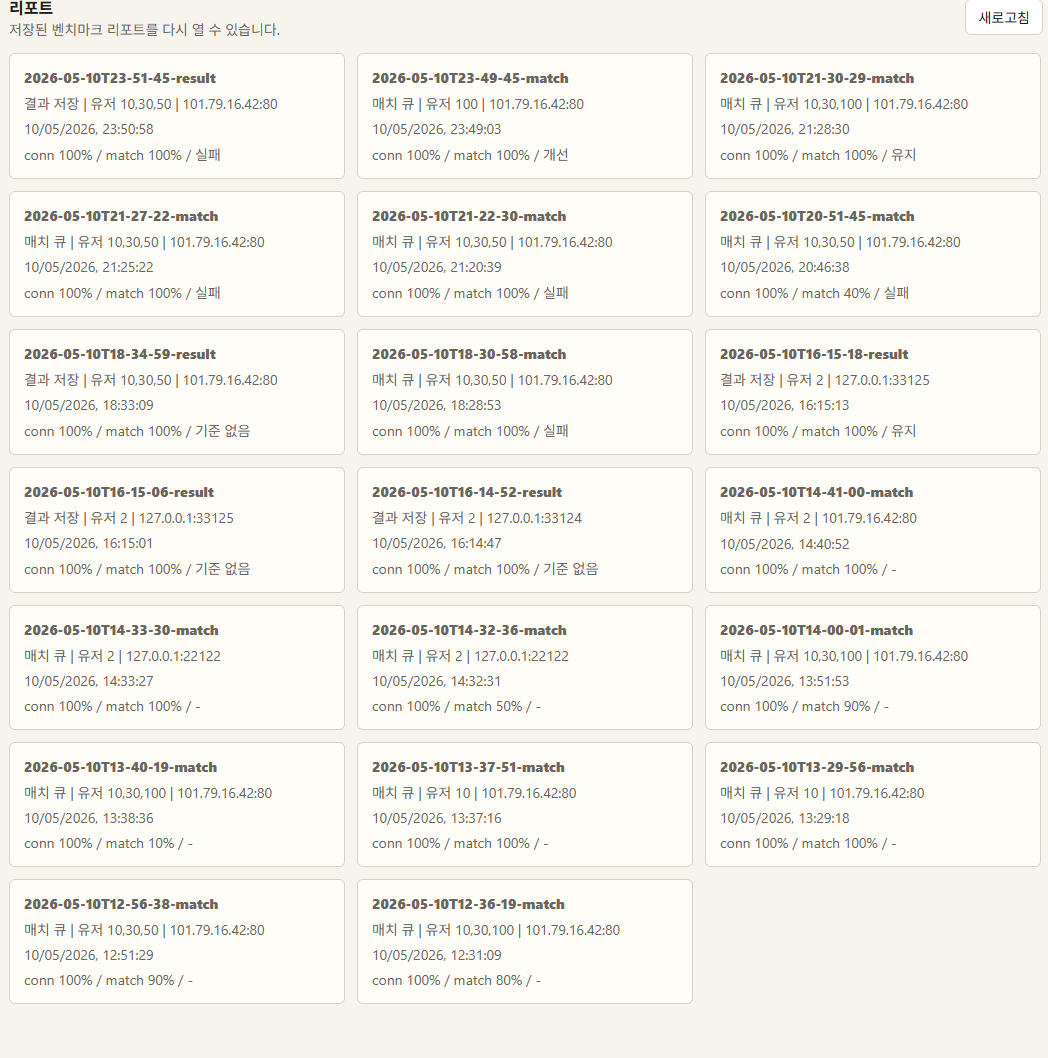 리포트
저장된 벤치마크 리포트를 다시 열 수 있습니다.
새로고침
2026-05-10T23-51-45-result
결과 저장 | 유저 10,30,50 | 101.79.16.42:80
10/05/2026, 23:50:58
conn 100% / match 100% / 실패
2026-05-10T23-49-45-match
매치 큐 | 유저 100 | 101.79.16.42:80
10/05/2026, 23:49:03
conn 100% / match 100% / 개선
2026-05-10T21-30-29-match
매치 큐 | 유저 10,30,100 | 101.79.16.42:80
10/05/2026, 21:28:30
conn 100% / match 100% / 유지
2026-05-10T21-27-22-match
매치 큐 | 유저 10,30,50 | 101.79.16.42:80
10/05/2026, 21:25:22
conn 100% / match 100% / 실패
2026-05-10T21-22-30-match
매치 큐 | 유저 10,30,50 | 101.79.16.42:80
10/05/2026, 21:20:39
conn 100% / match 100% / 실패
2026-05-10T20-51-45-match
매치 큐 | 유저 10,30,50 | 101.79.16.42:80
10/05/2026, 20:46:38
conn 100% / match 40% / 실패
2026-05-10T18-34-59-result
결과 저장 | 유저 10,30,50 | 101.79.16.42:80
10/05/2026, 18:33:09
conn 100% / match 100% / 기준 없음
2026-05-10T18-30-58-match
매치 큐 | 유저 10,30,50 | 101.79.16.42:80
10/05/2026, 18:28:53
conn 100% / match 100% / 실패
2026-05-10T16-15-18-result
결과 저장 | 유저 2 | 127.0.0.1:33125
10/05/2026, 16:15:13
conn 100% / match 100% / 유지
2026-05-10T16-15-06-result
결과 저장 | 유저 2 | 127.0.0.1:33125
10/05/2026, 16:15:01
conn 100% / match 100% / 기준 없음
2026-05-10T16-14-52-result
결과 저장 | 유저 2 | 127.0.0.1:33124
10/05/2026, 16:14:47
conn 100% / match 100% / 기준 없음
2026-05-10T14-41-00-match
매치 큐 | 유저 2 | 101.79.16.42:80
10/05/2026, 14:40:52
conn 100% / match 100% / -
2026-05-10T14-33-30-match
매치 큐 | 유저 2 | 127.0.0.1:22122
10/05/2026, 14:33:27
conn 100% / match 100% / -
2026-05-10T14-32-36-match
매치 큐 | 유저 2 | 127.0.0.1:22122
10/05/2026, 14:32:31
conn 100% / match 50% / -
2026-05-10T14-00-01-match
매치 큐 | 유저 10,30,100 | 101.79.16.42:80
10/05/2026, 13:51:53
conn 100% / match 90% / -
2026-05-10T13-40-19-match
매치 큐 | 유저 10,30,100 | 101.79.16.42:80
10/05/2026, 13:38:36
conn 100% / match 10% / -
2026-05-10T13-37-51-match
매치 큐 | 유저 10 | 101.79.16.42:80
10/05/2026, 13:37:16
conn 100% / match 100% / -
2026-05-10T13-29-56-match
매치 큐 | 유저 10 | 101.79.16.42:80
10/05/2026, 13:29:18
conn 100% / match 100% / -
2026-05-10T12-56-38-match
매치 큐 | 유저 10,30,50 | 101.79.16.42:80
10/05/2026, 12:51:29
conn 100% / match 90% / -
2026-05-10T12-36-19-match
매치 큐 | 유저 10,30,100 | 101.79.16.42:80
10/05/2026, 12:31:09
conn 100% / match 80% / -